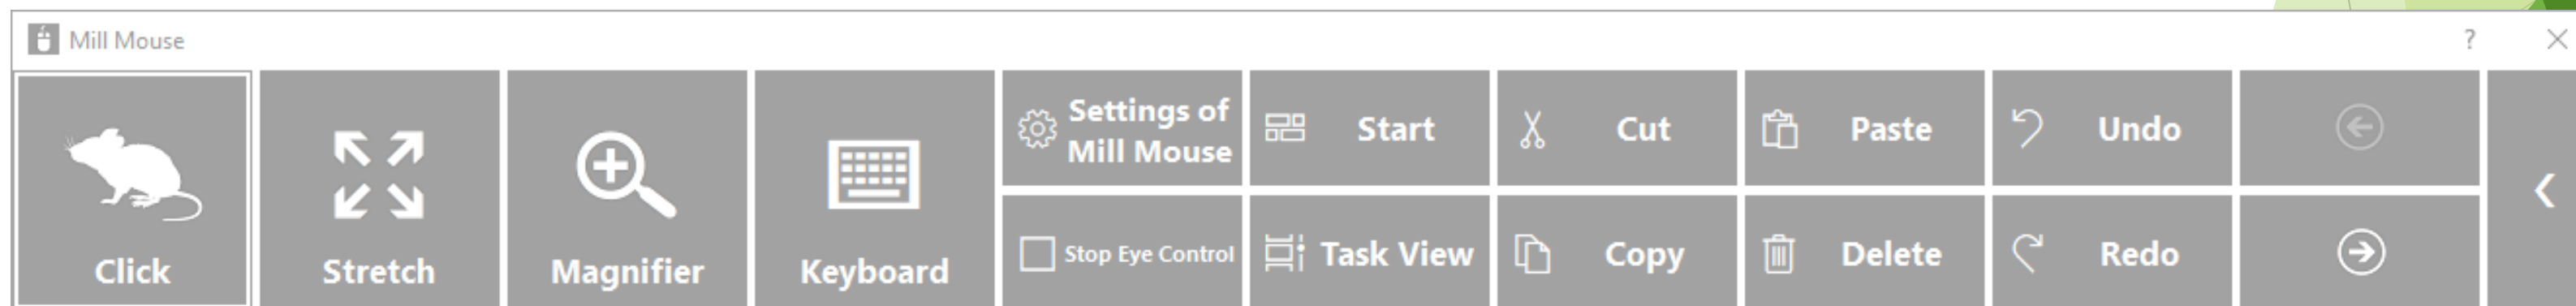 Mill Mouse
?
Click
Stretch
Magnifier
Keyboard
Settings of
Mill Mouse
Stop Eye Control
Start
Task View
Cut
Copy
Paste
Delete
Undo
Redo